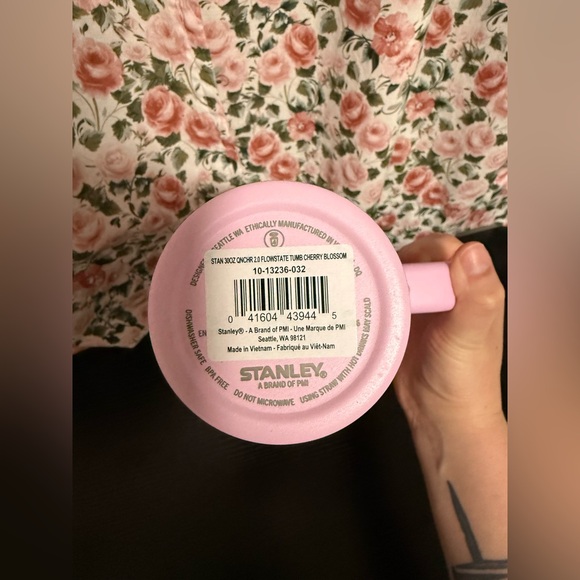 SEATTLE WA ETHICALLY MANUFACTURED IN
STAN 30OZ QNCHR 2.0 FLOWSTATE TUMB CHERRY BLOSSOM
10-13236-032
0 41604 43944 5
Stanley® - A Brand of PMI - Une Marque de PMI
Seattle, WA 98121
Made in Vietnam - Fabriqué au Viêt-Nam
STANLEY®
A BRAND OF PMI
DISHWASHER SAFE BPA FREE DO NOT MICROWAVE USING STRAW WITH HOT DRINKS MAY SCALD